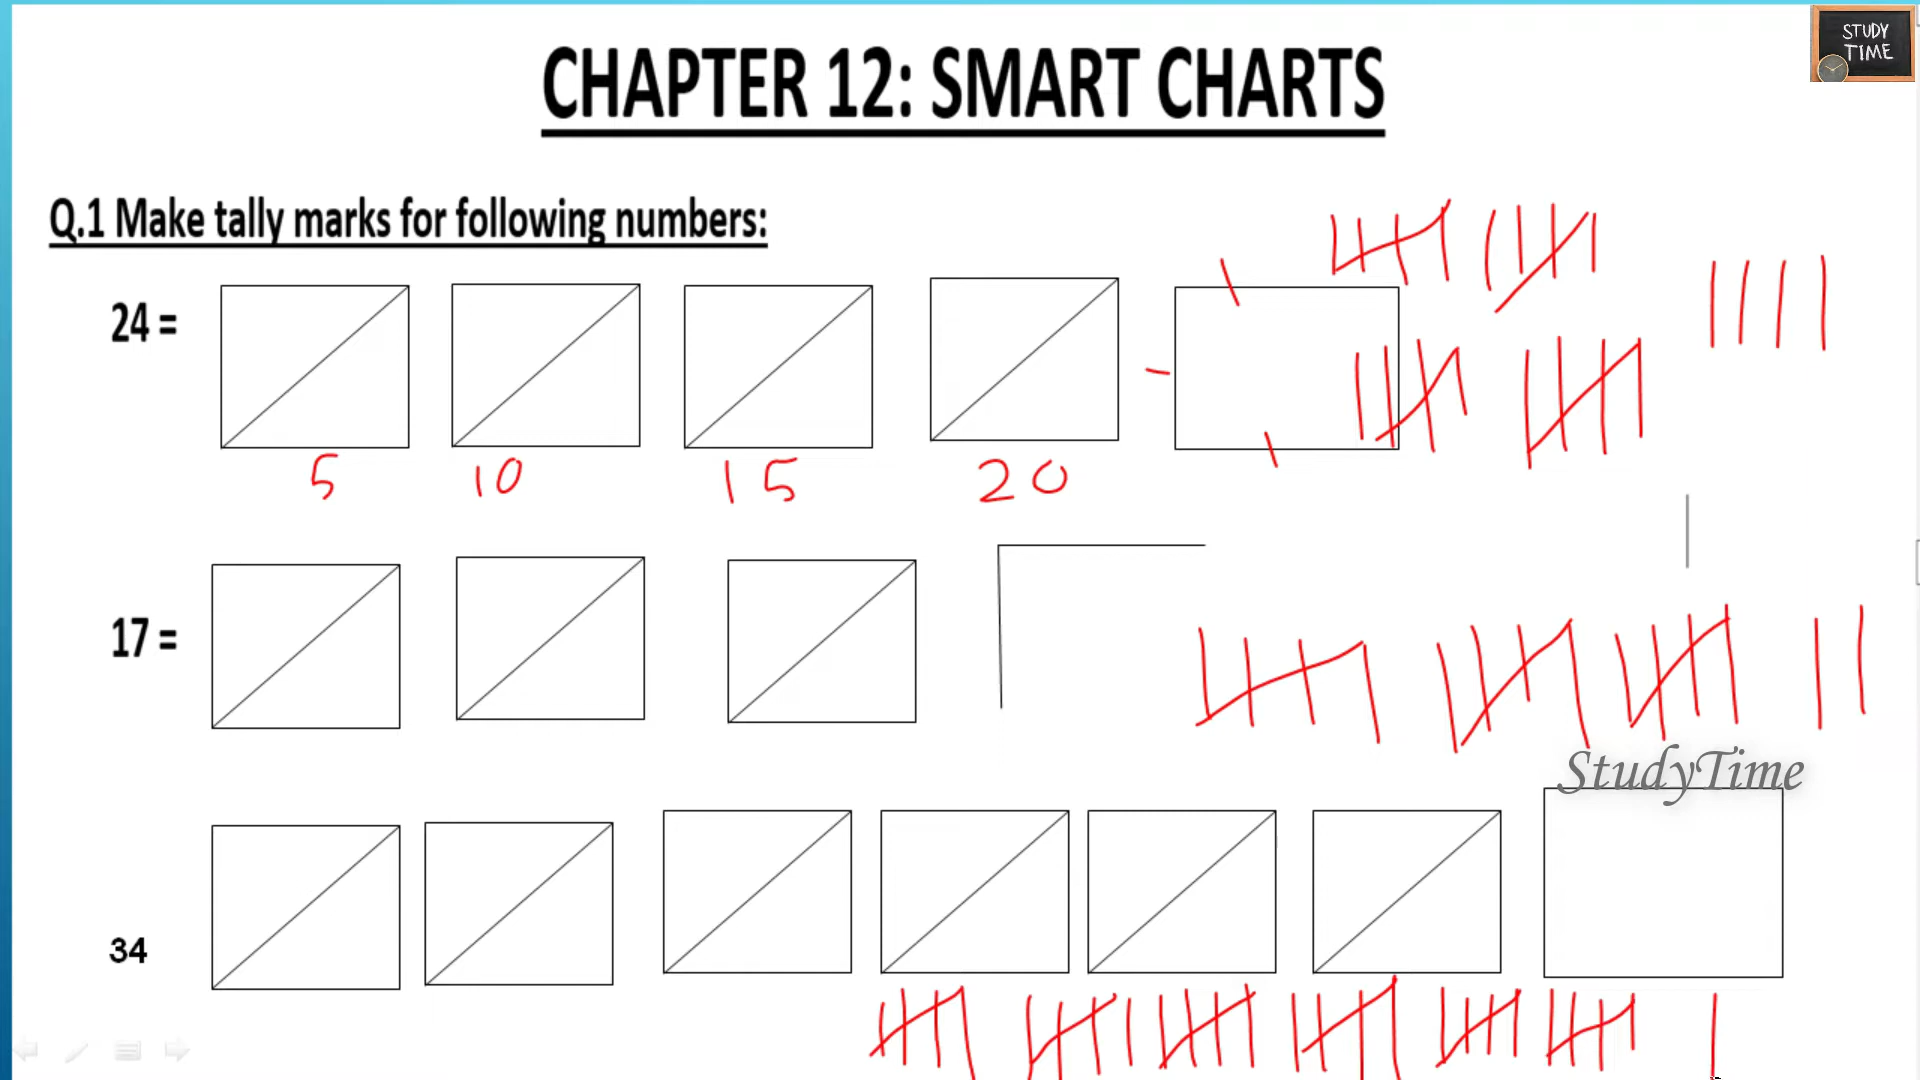 STUDY
TIME
CHAPTER 12: SMART CHARTS
Q.1 Make tally marks for following numbers:
24 =
5 10 15 20
17 =
StudyTime
34